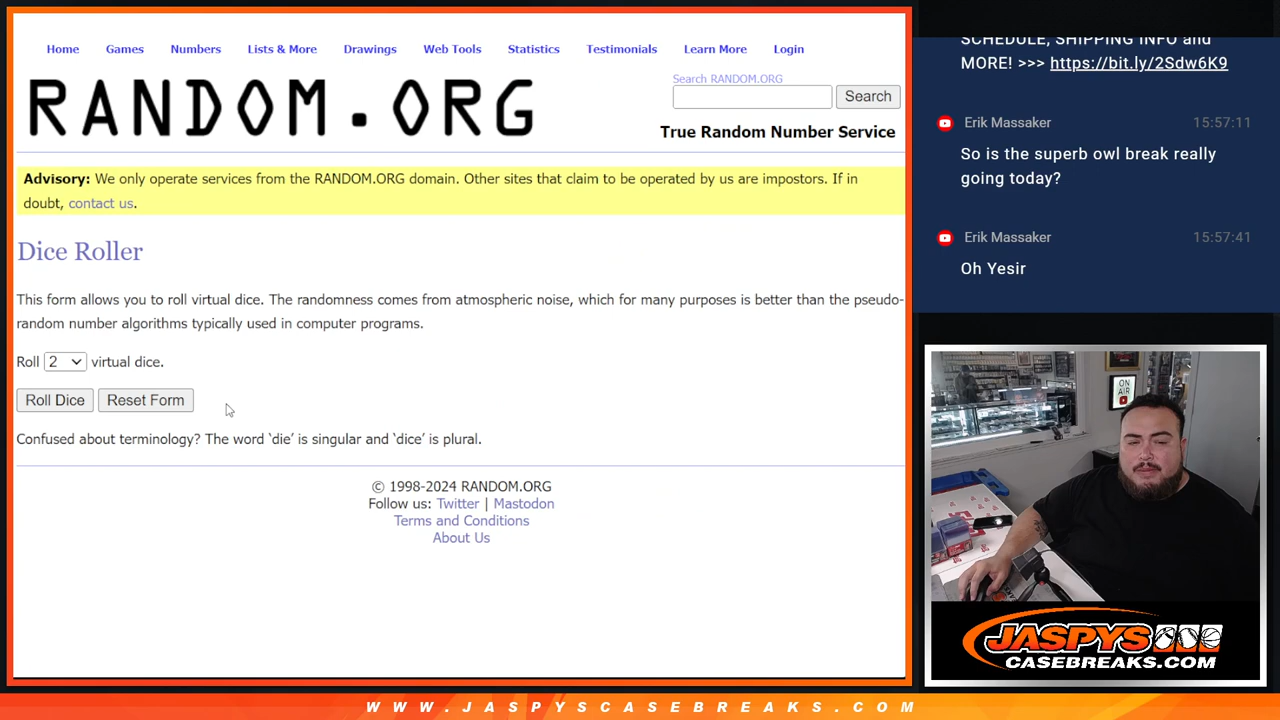 Home Games Numbers Lists & More Drawings Web Tools Statistics Testimonials Learn More Login
RANDOM.ORG
Search RANDOM.ORG
Search
True Random Number Service
Advisory: We only operate services from the RANDOM.ORG domain. Other sites that claim to be operated by us are impostors. If in
doubt, contact us.
Dice Roller
This form allows you to roll virtual dice. The randomness comes from atmospheric noise, which for many purposes is better than the pseudo-
random number algorithms typically used in computer programs.
Roll 2 virtual dice.
Roll Dice Reset Form
Confused about terminology? The word ‘die’ is singular and ‘dice’ is plural.
© 1998-2024 RANDOM.ORG
Follow us: Twitter | Mastodon
Terms and Conditions
About Us
SCHEDULE, SHIPPING INFO and
MORE! >>> https://bit.ly/2Sdw6K9
Erik Massaker 15:57:11
So is the superb owl break really
going today?
Erik Massaker 15:57:41
Oh Yesir
ON
AIR
JASPYS
CASEBREAKS.COM
WWW.JASPYSCASEBREAKS.COM